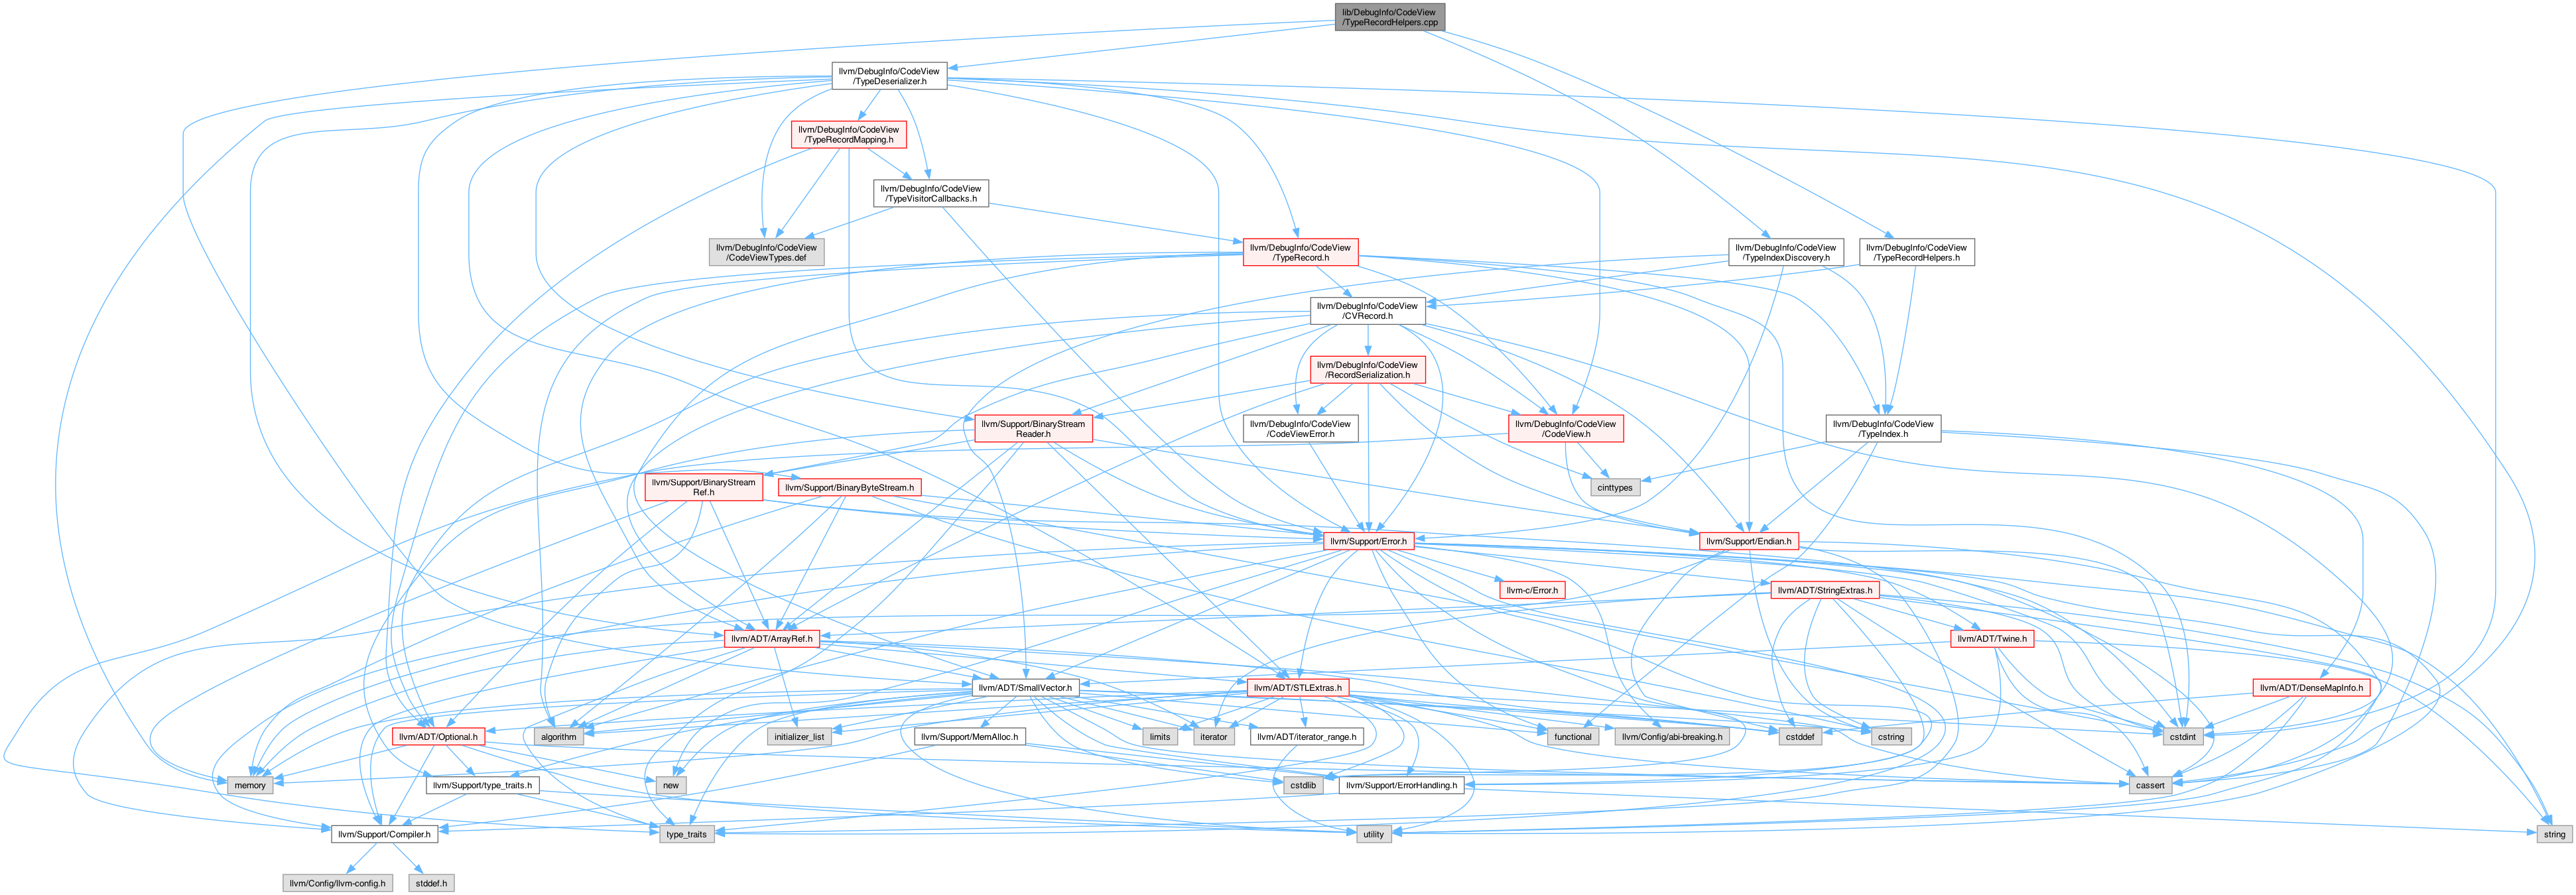 lib/DebugInfo/CodeView
/TypeRecordHelpers.cpp
llvm/DebugInfo/CodeView
/TypeDeserializer.h
llvm/DebugInfo/CodeView
/TypeRecordMapping.h
llvm/DebugInfo/CodeView
/TypeVisitorCallbacks.h
llvm/DebugInfo/CodeView
/CodeViewTypes.def
llvm/DebugInfo/CodeView
/TypeRecord.h
llvm/DebugInfo/CodeView
/TypeIndexDiscovery.h
llvm/DebugInfo/CodeView
/TypeRecordHelpers.h
llvm/DebugInfo/CodeView
/CVRecord.h
llvm/DebugInfo/CodeView
/RecordSerialization.h
llvm/Support/BinaryStream
Reader.h
llvm/DebugInfo/CodeView
/CodeViewError.h
llvm/DebugInfo/CodeView
/CodeView.h
llvm/DebugInfo/CodeView
/TypeIndex.h
llvm/Support/BinaryStream
Ref.h
llvm/Support/BinaryByteStream.h
cinttypes
llvm/Support/Error.h
llvm/Support/Endian.h
llvm-c/Error.h
llvm/ADT/StringExtras.h
llvm/ADT/ArrayRef.h
llvm/ADT/Twine.h
llvm/ADT/SmallVector.h
llvm/ADT/STLExtras.h
llvm/ADT/DenseMapInfo.h
llvm/ADT/Optional.h
algorithm
initializer_list
llvm/Support/MemAlloc.h
limits
iterator
llvm/ADT/iterator_range.h
functional
llvm/Config/abi-breaking.h
cstddef
cstring
cstdint
memory
llvm/Support/type_traits.h
new
cstdlib
llvm/Support/ErrorHandling.h
cassert
llvm/Support/Compiler.h
type_traits
utility
string
llvm/Config/llvm-config.h
stddef.h